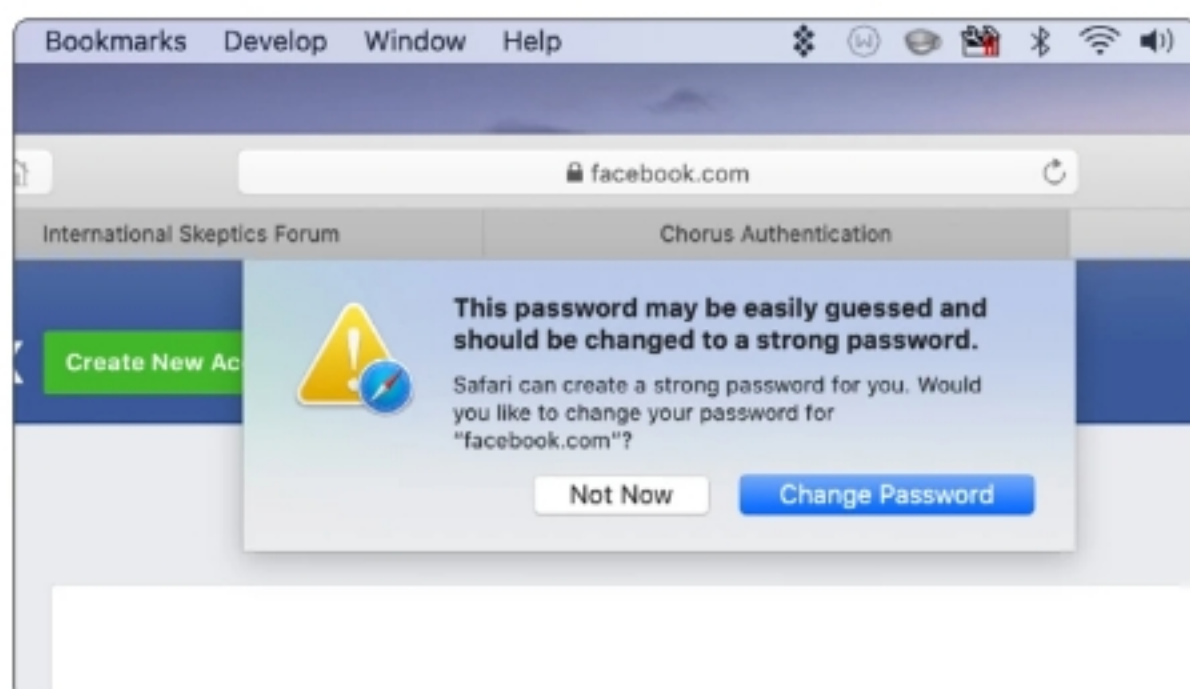 Bookmarks Develop Window Help
facebook.com
International Skeptics Forum Chorus Authentication
This password may be easily guessed and
should be changed to a strong password.
Create New Ac
Safari can create a strong password for you. Would
you like to change your password for
"facebook.com"?
Not Now Change Password